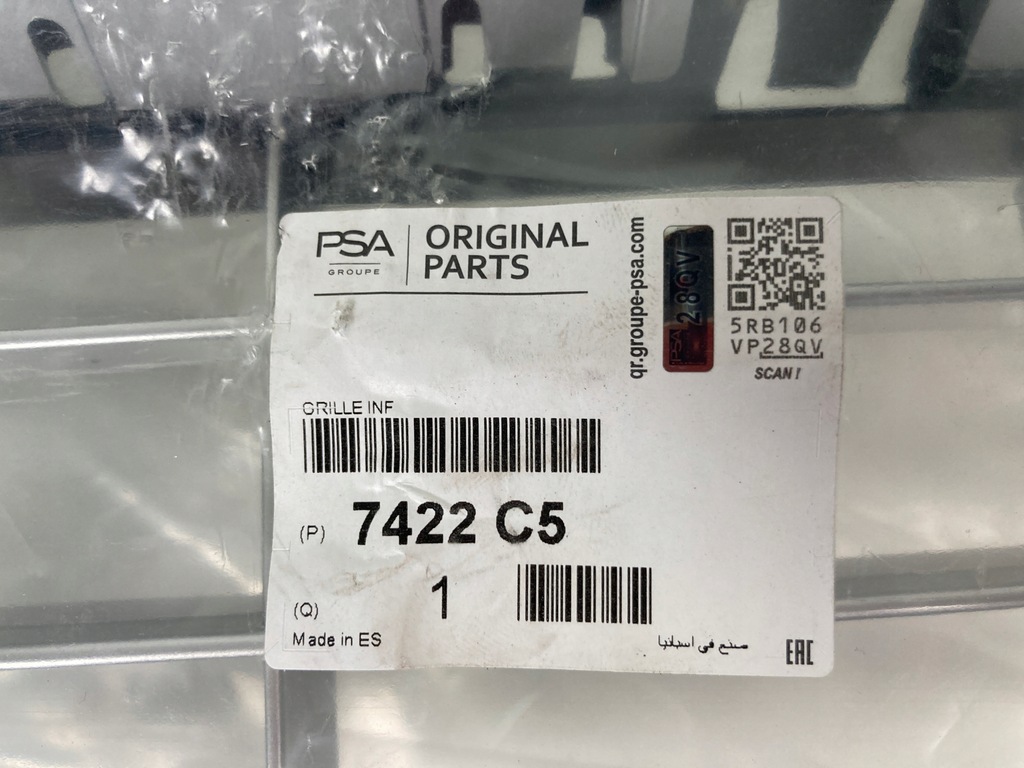 PSA
GROUPE
ORIGINAL
PARTS
qr.groupe-psa.com
28QV
PSA
5RB106
VP28QV
SCAN!
GRILLE INF
(P) 7422 C5
(Q) 1
Made in ES
صنع في اسبانيا
EAC